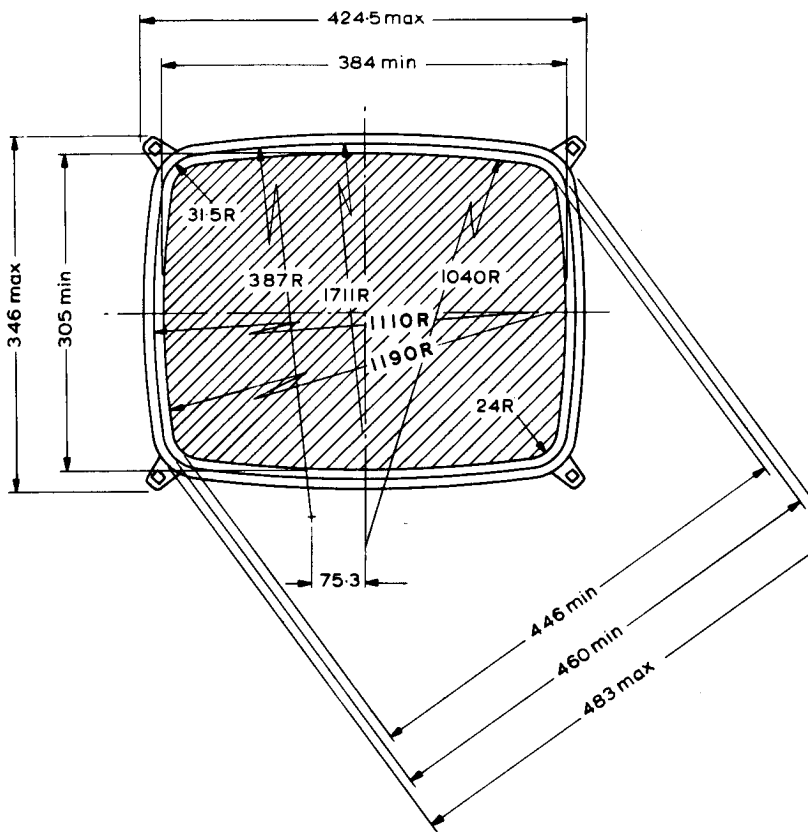 424·5 max
384 min
346 max
305 min
31·5R
387R
1711R
1040R
1110R
1190R
24R
75·3
446 min
460 min
483 max